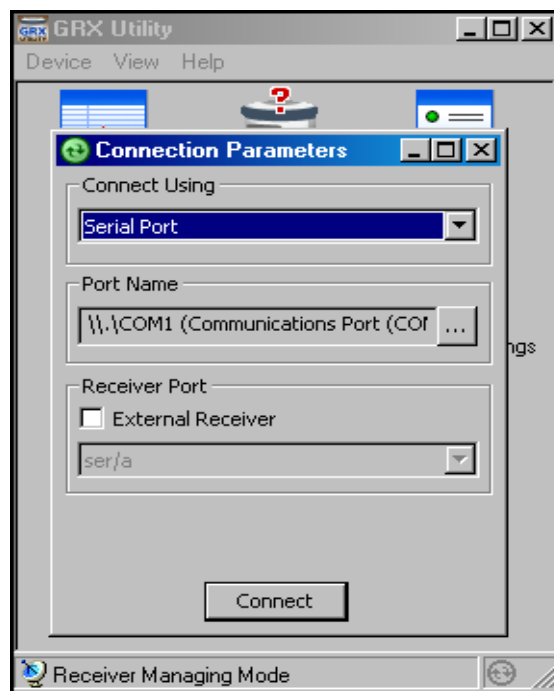 GRX Utility
Device View Help
Connection Parameters
Connect Using
Serial Port
Port Name
\\.\COM1 (Communications Port (CO
...
ngs
Receiver Port
External Receiver
ser/a
Connect
Receiver Managing Mode